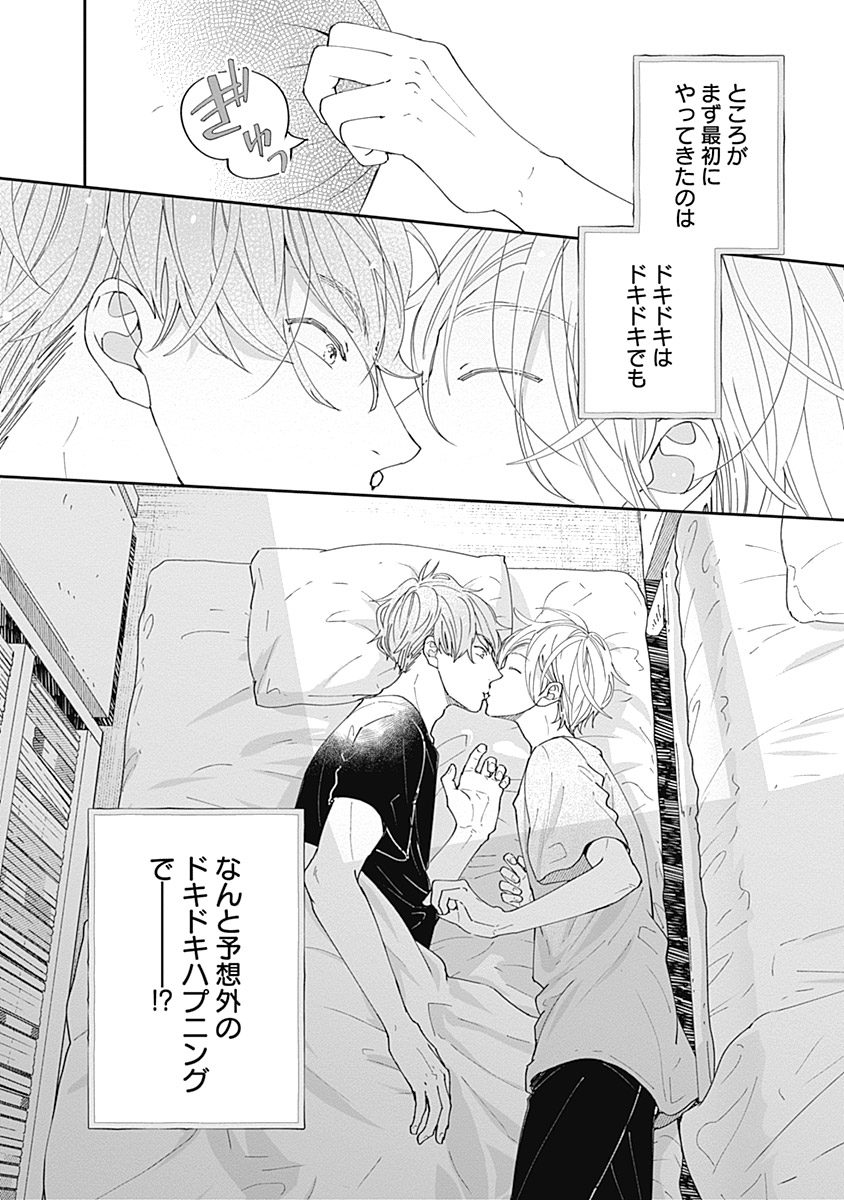 ところが
まず最初に
やってきたのは
ドキドキは
ドキドキでも
ぎゅっ
なんと予想外の
ドキドキハプニング
で──!?